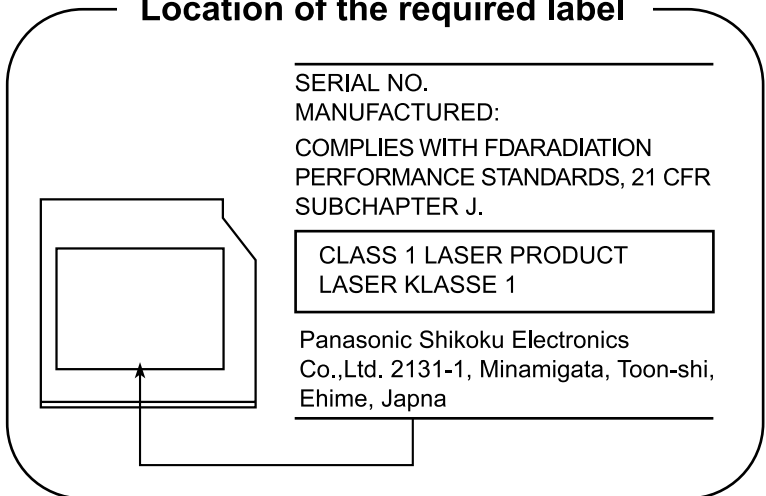 Location of the required label
SERIAL NO.
MANUFACTURED:
COMPLIES WITH FDARADIATION
PERFORMANCE STANDARDS, 21 CFR
SUBCHAPTER J.
CLASS 1 LASER PRODUCT
LASER KLASSE 1
Panasonic Shikoku Electronics
Co.,Ltd. 2131-1, Minamigata, Toon-shi,
Ehime, Japna